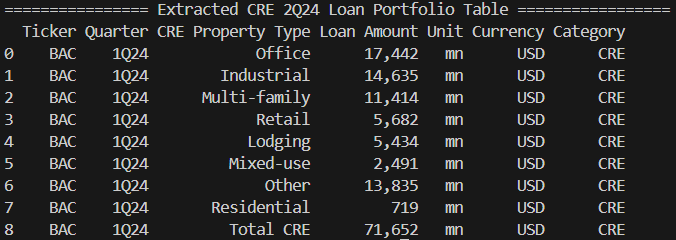 ================ Extracted CRE 2Q24 Loan Portfolio Table =================
  Ticker Quarter CRE Property Type Loan Amount Unit Currency Category
0    BAC    1Q24            Office      17,442   mn      USD      CRE
1    BAC    1Q24        Industrial      14,635   mn      USD      CRE
2    BAC    1Q24      Multi-family      11,414   mn      USD      CRE
3    BAC    1Q24            Retail       5,682   mn      USD      CRE
4    BAC    1Q24           Lodging       5,434   mn      USD      CRE
5    BAC    1Q24         Mixed-use       2,491   mn      USD      CRE
6    BAC    1Q24             Other      13,835   mn      USD      CRE
7    BAC    1Q24       Residential         719   mn      USD      CRE
8    BAC    1Q24         Total CRE      71,652   mn      USD      CRE